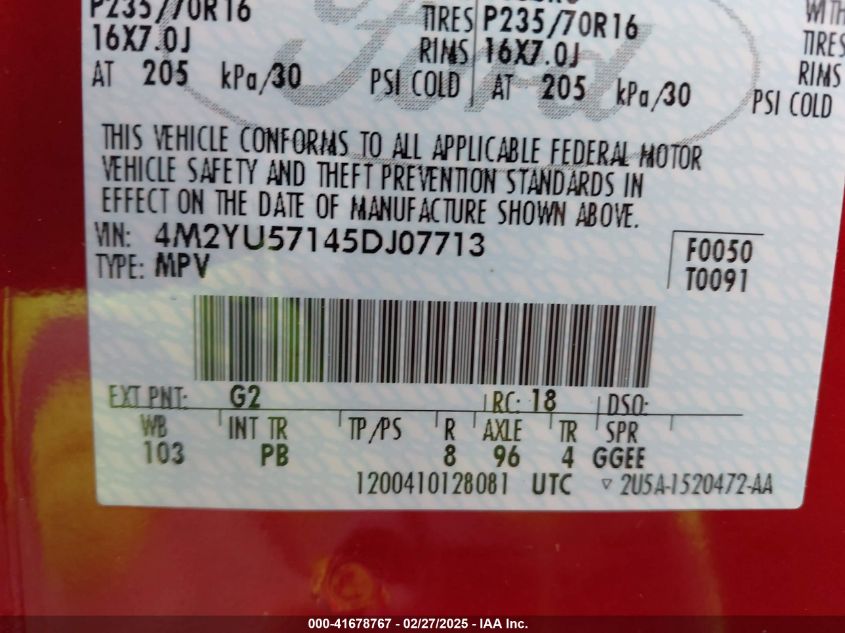 P235/70R16 TIRES P235/70R16 WITH
16X7.0J RIMS 16X7.0J TIRES
AT 205 kPa/30 PSI COLD AT 205 kPa/30 RIMS
PSI COLD
Ford
THIS VEHICLE CONFORMS TO ALL APPLICABLE FEDERAL MOTOR
VEHICLE SAFETY AND THEFT PREVENTION STANDARDS IN
EFFECT ON THE DATE OF MANUFACTURE SHOWN ABOVE.
VIN: 4M2YU57145DJ07713
TYPE: MPV
F0050
T0091
EXT PNT: G2 RC: 18 DSO:
WB INT TR TP/PS R AXLE TR SPR
103 PB 8 96 4 GGEE
1200410128081 UTC ▿ 2U5A-1520472-AA
000-41678767 - 02/27/2025 - IAA Inc.